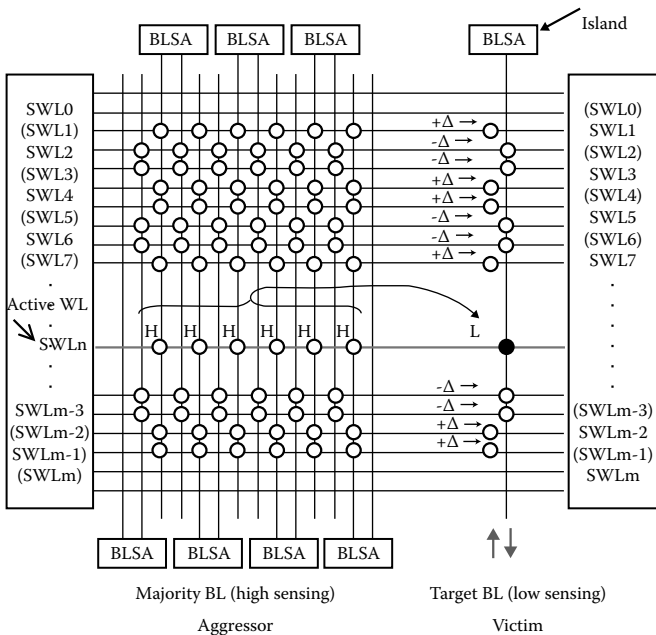 Island
BLSA BLSA BLSA BLSA
SWL0 (SWL0)
(SWL1) +Δ SWL1
SWL2 -Δ (SWL2)
(SWL3) -Δ SWL3
SWL4 +Δ (SWL4)
(SWL5) +Δ SWL5
SWL6 -Δ (SWL6)
(SWL7) -Δ SWL7
+Δ
Active WL
H H H H H H L
SWLn
-Δ
SWLm-3 -Δ (SWLm-3)
(SWLm-2) +Δ SWLm-2
SWLm-1) +Δ (SWLm-1)
(SWLm) SWLm
BLSA BLSA BLSA BLSA
Majority BL (high sensing) Target BL (low sensing)
Aggressor Victim